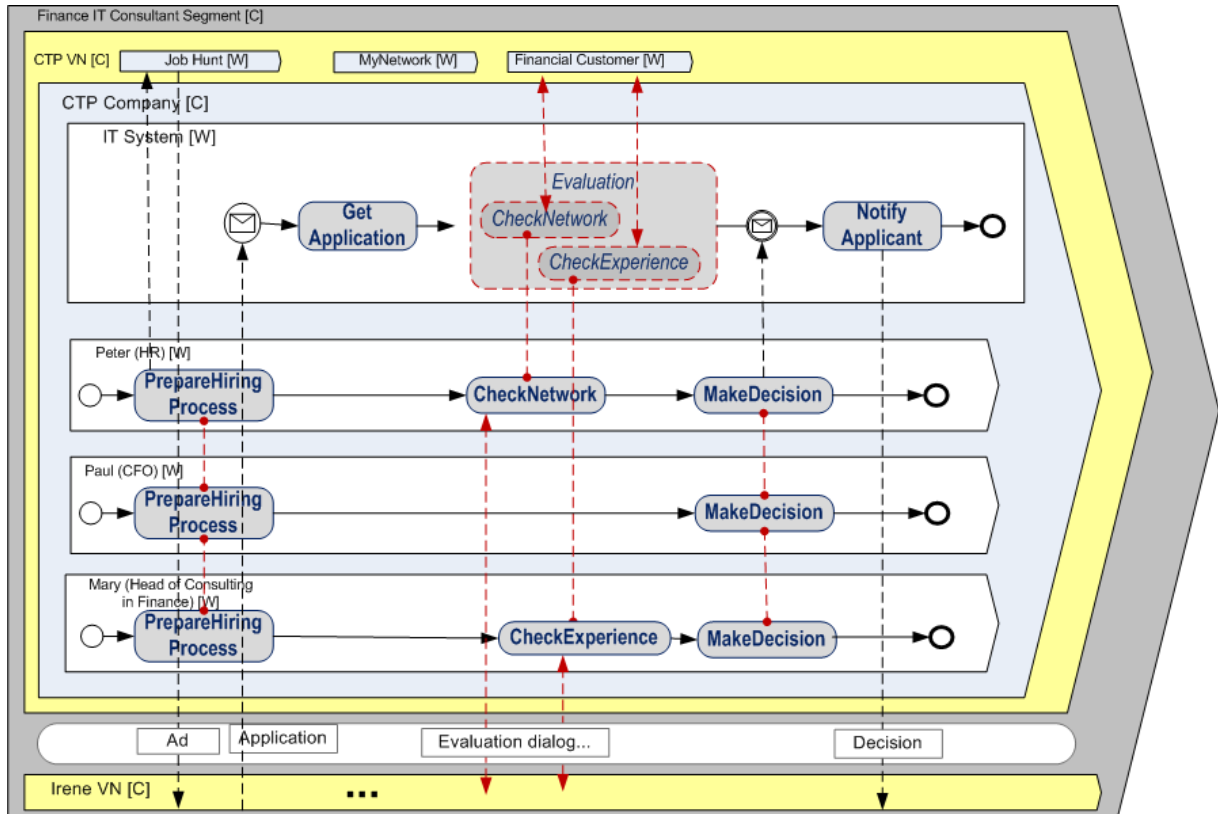 Finance IT Consultant Segment [C]
CTP VN [C]
Job Hunt [W]
MyNetwork [W]
Financial Customer [W]
CTP Company [C]
IT System [W]
Evaluation
Get
Application
CheckNetwork
CheckExperience
Notify
Applicant
Peter (HR) [W]
PrepareHiring
Process
CheckNetwork
MakeDecision
Paul (CFO) [W]
PrepareHiring
Process
MakeDecision
Mary (Head of Consulting
in Finance) [W]
PrepareHiring
Process
CheckExperience
MakeDecision
Ad
Application
Evaluation dialog...
Decision
Irene VN [C]
...